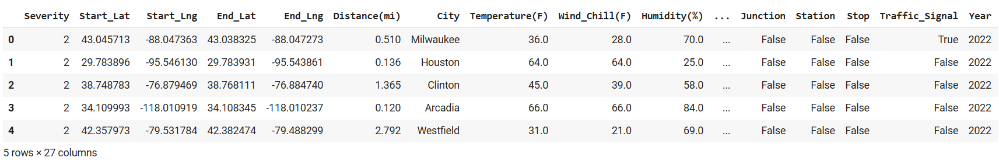 Severity Start_Lat Start_Lng End_Lat End_Lng Distance(mi) City Temperature(F) Wind_Chill(F) Humidity(%) ... Junction Station Stop Traffic_Signal Year
0 2 43.045713 -88.047363 43.038325 -88.047273 0.510 Milwaukee 36.0 28.0 70.0 ... False False False True 2022
1 2 29.783896 -95.546130 29.783931 -95.543861 0.136 Houston 64.0 64.0 25.0 ... False False False False 2022
2 2 38.748783 -76.879469 38.768111 -76.884740 1.365 Clinton 45.0 39.0 58.0 ... False False False False 2022
3 2 34.109993 -118.010919 34.108345 -118.010237 0.120 Arcadia 66.0 66.0 84.0 ... False False False False 2022
4 2 42.357973 -79.531784 42.382474 -79.488299 2.792 Westfield 31.0 21.0 69.0 ... False False False False 2022
5 rows × 27 columns